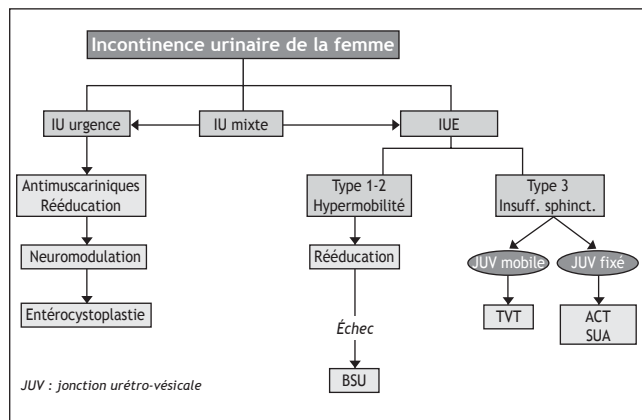 Incontinence urinaire de la femme
IU urgence
IU mixte
IUE
Antimuscariniques
Rééducation
Type 1-2
Hypermobilité
Type 3
Insuff. sphinct.
Neuromodulation
Rééducation
JUV mobile
JUV fixé
Entérocystoplastie
TVT
ACT
SUA
Échec
BSU
JUV : jonction urétro-vésicale